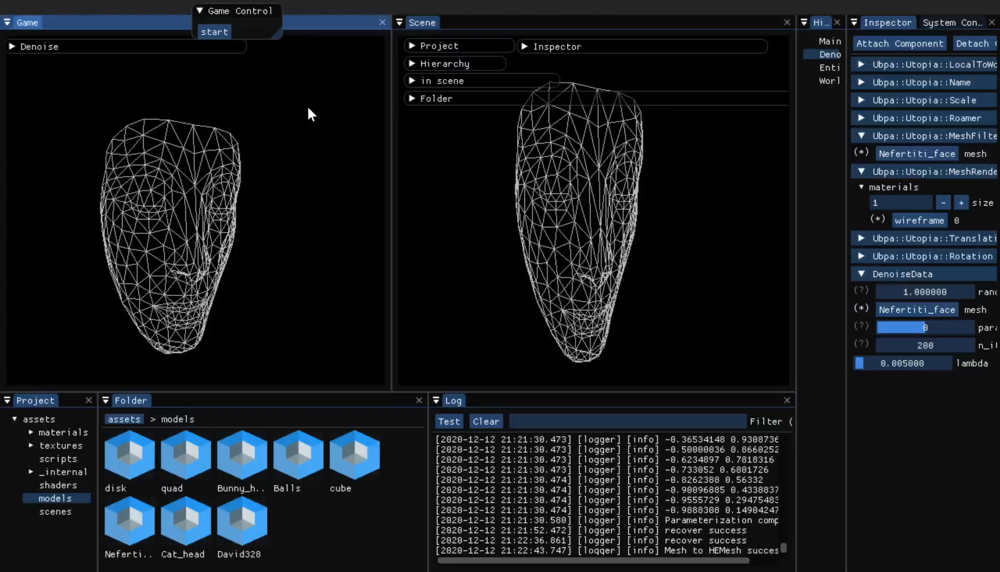 Game Control
start
Game
Denoise
Scene
Project
Inspector
Hierarchy
in scene
Folder
Hi...
Main
Deno
Enti
Worl
Inspector
System Con...
Attach Component
Detach
Ubpa::Utopia::LocalToWo
Ubpa::Utopia::Name
Ubpa::Utopia::Scale
Ubpa::Utopia::Roamer
Ubpa::Utopia::MeshFilte
(*) Nefertiti_face mesh
Ubpa::Utopia::MeshRende
materials
1 - + size
(*) wireframe 0
Ubpa::Utopia::Translati
Ubpa::Utopia::Rotation
DenoiseData
(?) 1.000000 rand
(*) Nefertiti_face mesh
(?) 0 para
(?) 200 n_it
0.005000 lambda
Project
assets
materials
textures
scripts
_internal
shaders
models
scenes
Folder
assets > models
disk
quad
Bunny_h..
Balls
cube
Neferti..
Cat_head
David328
Log
Test
Clear
Filter (
[2020-12-12 21:21:30.473] [logger] [info] -0.36534148 0.9308736
[2020-12-12 21:21:30.473] [logger] [info] -0.50000036 0.8660252
[2020-12-12 21:21:30.473] [logger] [info] -0.6234897 0.7818316
[2020-12-12 21:21:30.473] [logger] [info] -0.733052 0.6801726
[2020-12-12 21:21:30.474] [logger] [info] -0.8262388 0.56332
[2020-12-12 21:21:30.474] [logger] [info] -0.90096885 0.4338837
[2020-12-12 21:21:30.474] [logger] [info] -0.9555729 0.29475483
[2020-12-12 21:21:30.474] [logger] [info] -0.9888308 0.14904247
[2020-12-12 21:21:30.580] [logger] [info] Parameterization comp
[2020-12-12 21:21:52.472] [logger] [info] recover success
[2020-12-12 21:22:36.861] [logger] [info] recover success
[2020-12-12 21:22:43.747] [logger] [info] Mesh to HEMesh succes